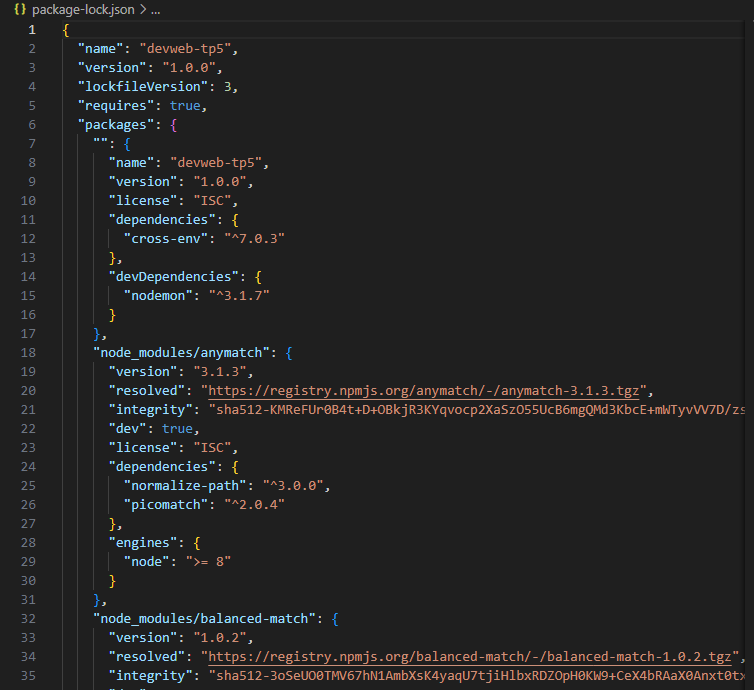 {} package-lock.json > ...
1 {
2 "name": "devweb-tp5",
3 "version": "1.0.0",
4 "lockfileVersion": 3,
5 "requires": true,
6 "packages": {
7 "": {
8 "name": "devweb-tp5",
9 "version": "1.0.0",
10 "license": "ISC",
11 "dependencies": {
12 "cross-env": "^7.0.3"
13 },
14 "devDependencies": {
15 "nodemon": "^3.1.7"
16 }
17 },
18 "node_modules/anymatch": {
19 "version": "3.1.3",
20 "resolved": "https://registry.npmjs.org/anymatch/-/anymatch-3.1.3.tgz",
21 "integrity": "sha512-KMReFUr0B4t+D+OBkjR3KYqvocp2XaSzO55UcB6mgQMd3KbcE+mWTyvVV7D/zs
22 "dev": true,
23 "license": "ISC",
24 "dependencies": {
25 "normalize-path": "^3.0.0",
26 "picomatch": "^2.0.4"
27 },
28 "engines": {
29 "node": ">= 8"
30 }
31 },
32 "node_modules/balanced-match": {
33 "version": "1.0.2",
34 "resolved": "https://registry.npmjs.org/balanced-match/-/balanced-match-1.0.2.tgz",
35 "integrity": "sha512-3oSeUO0TMV67hN1AmbXsK4yaqU7tjiHlbxRDZOpH0KW9+CeX4bRAaX0Anxt0tx